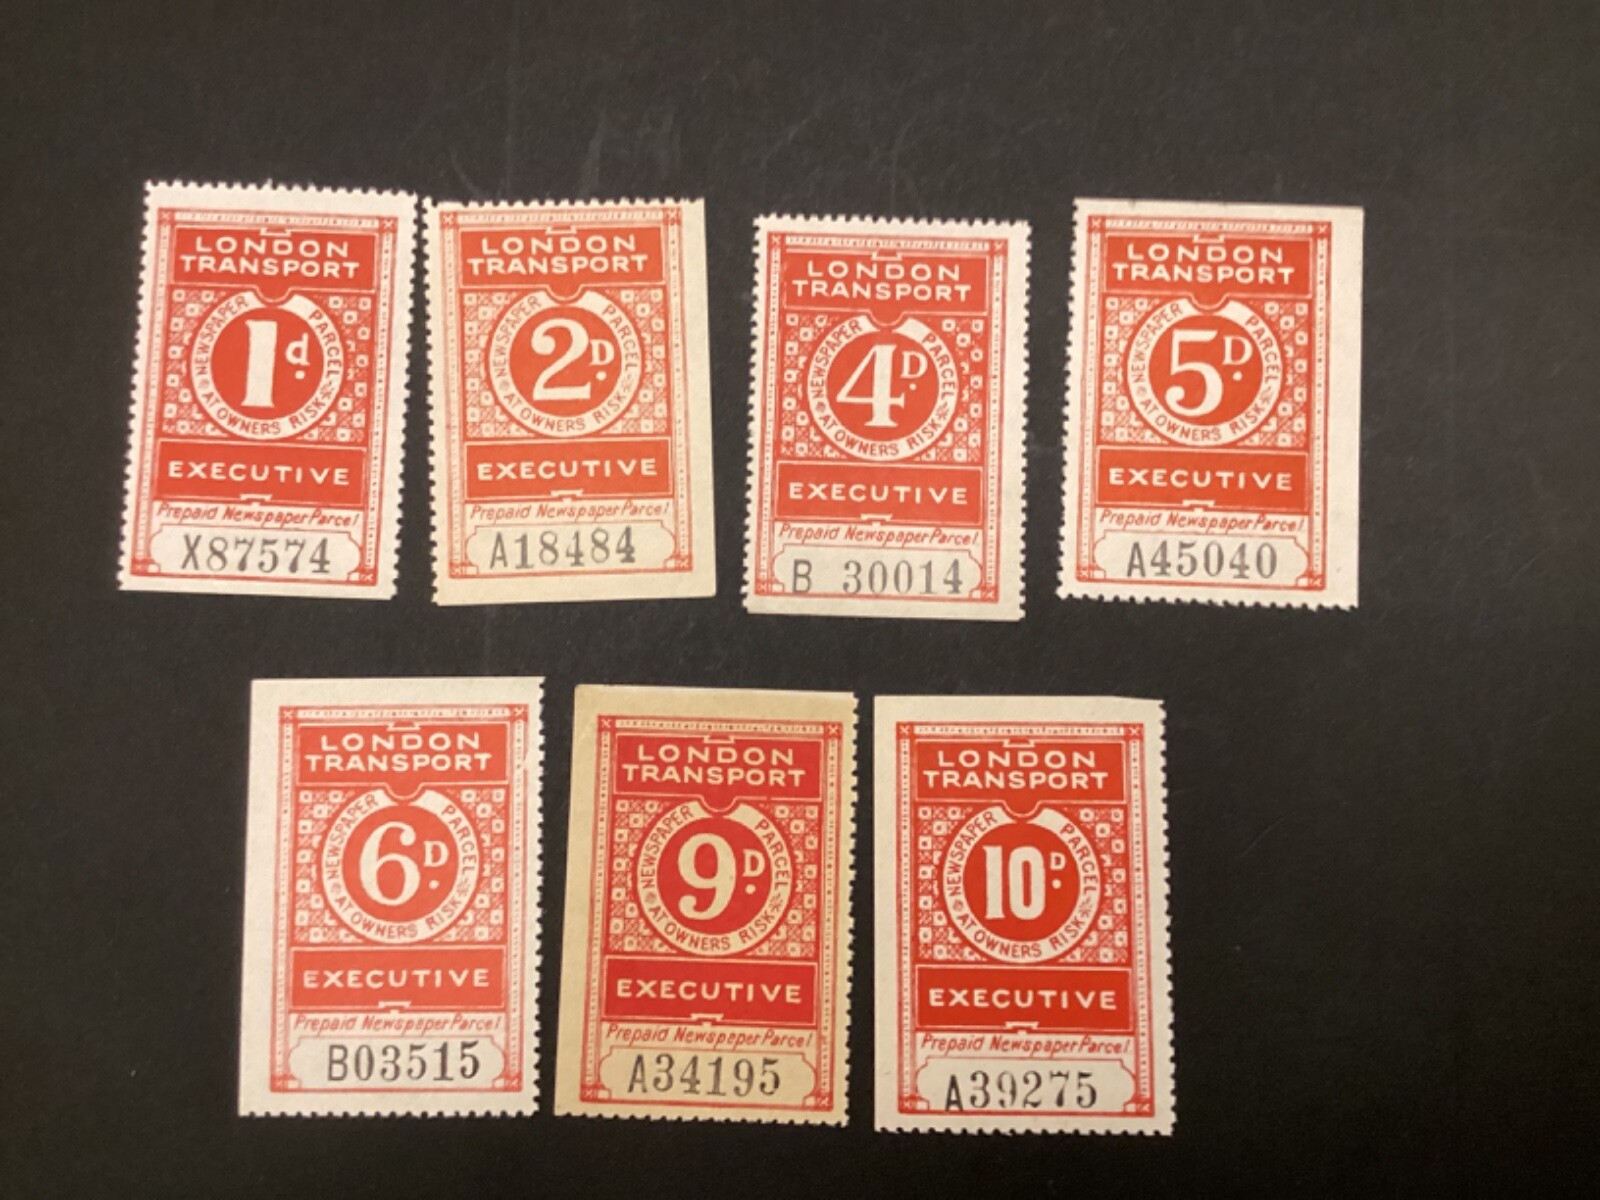 LONDON
TRANSPORT
NEWSPAPER PARCEL
AT OWNERS RISK
1d.
EXECUTIVE
Prepaid Newspaper Parcel
X87574
LONDON
TRANSPORT
NEWSPAPER PARCEL
AT OWNERS RISK
2D.
EXECUTIVE
Prepaid Newspaper Parcel
A18484
LONDON
TRANSPORT
NEWSPAPER PARCEL
AT OWNERS RISK
4D.
EXECUTIVE
Prepaid Newspaper Parcel
B 30014
LONDON
TRANSPORT
NEWSPAPER PARCEL
AT OWNERS RISK
5D.
EXECUTIVE
Prepaid Newspaper Parcel
A45040
LONDON
TRANSPORT
NEWSPAPER PARCEL
AT OWNERS RISK
6D.
EXECUTIVE
Prepaid Newspaper Parcel
B03515
LONDON
TRANSPORT
NEWSPAPER PARCEL
AT OWNERS RISK
9D.
EXECUTIVE
Prepaid Newspaper Parcel
A34195
LONDON
TRANSPORT
NEWSPAPER PARCEL
AT OWNERS RISK
10D.
EXECUTIVE
Prepaid Newspaper Parcel
A39275